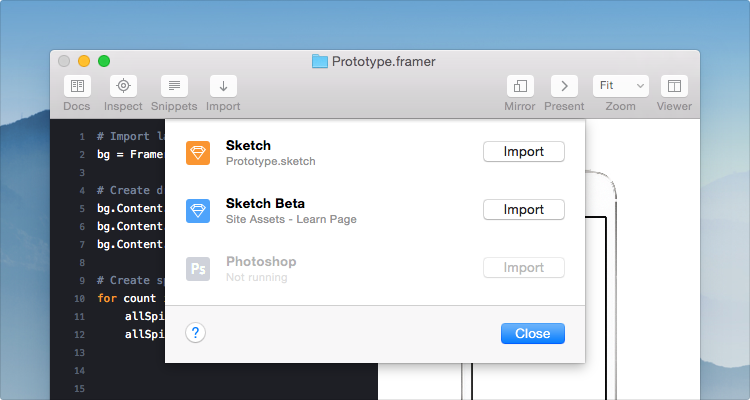 Prototype.framer
Docs
Inspect
Snippets
Import
Mirror
Present
Fit
Zoom
Viewer
1 # Import la
2 bg = Frame
3
4 # Create d
5 bg.Content
6 bg.Content
7 bg.Content
8
9 # Create sp
10 for count
11 allSpi
12 allSpi
13
14
15
Sketch
Prototype.sketch
Import
Sketch Beta
Site Assets - Learn Page
Import
Ps
Photoshop
Not running
Import
?
Close